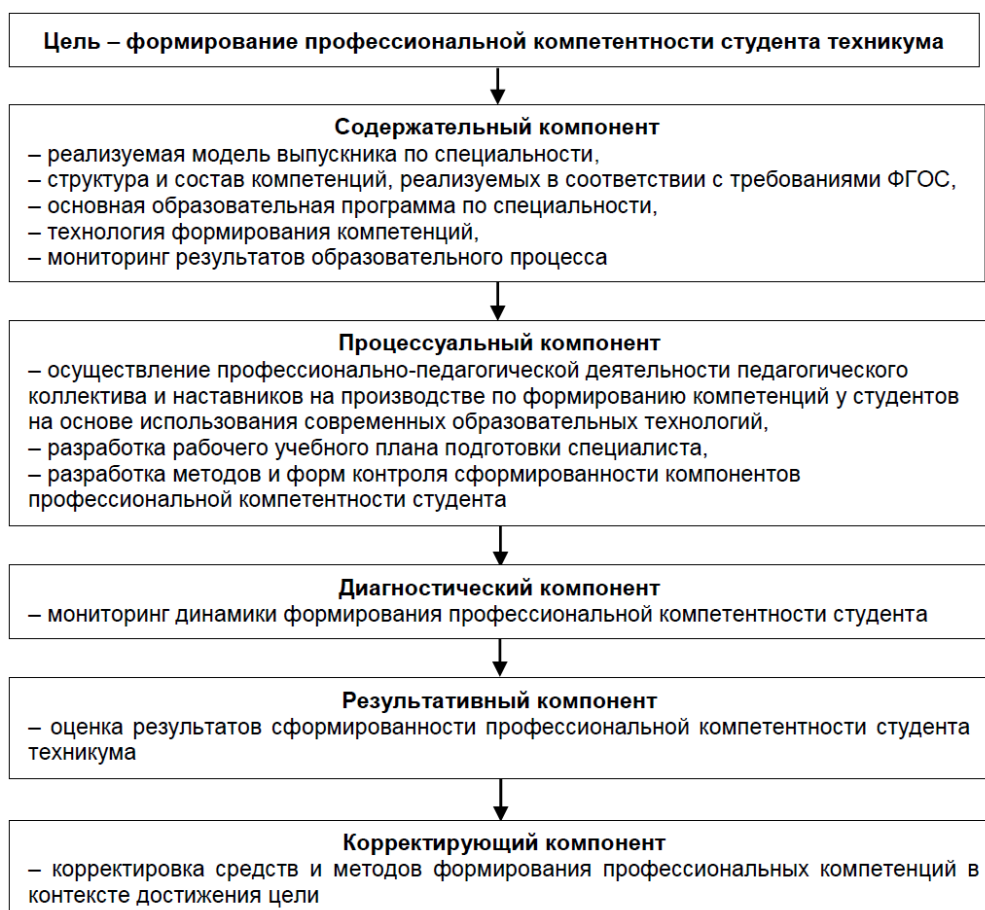 Цель – формирование профессиональной компетентности студента техникума
Содержательный компонент
– реализуемая модель выпускника по специальности,
– структура и состав компетенций, реализуемых в соответствии с требованиями ФГОС,
– основная образовательная программа по специальности,
– технология формирования компетенций,
– мониторинг результатов образовательного процесса
Процессуальный компонент
– осуществление профессионально-педагогической деятельности педагогического
коллектива и наставников на производстве по формированию компетенций у студентов
на основе использования современных образовательных технологий,
– разработка рабочего учебного плана подготовки специалиста,
– разработка методов и форм контроля сформированности компонентов
профессиональной компетентности студента
Диагностический компонент
– мониторинг динамики формирования профессиональной компетентности студента
Результативный компонент
– оценка результатов сформированности профессиональной компетентности студента
техникума
Корректирующий компонент
– корректировка средств и методов формирования профессиональных компетенций в
контексте достижения цели